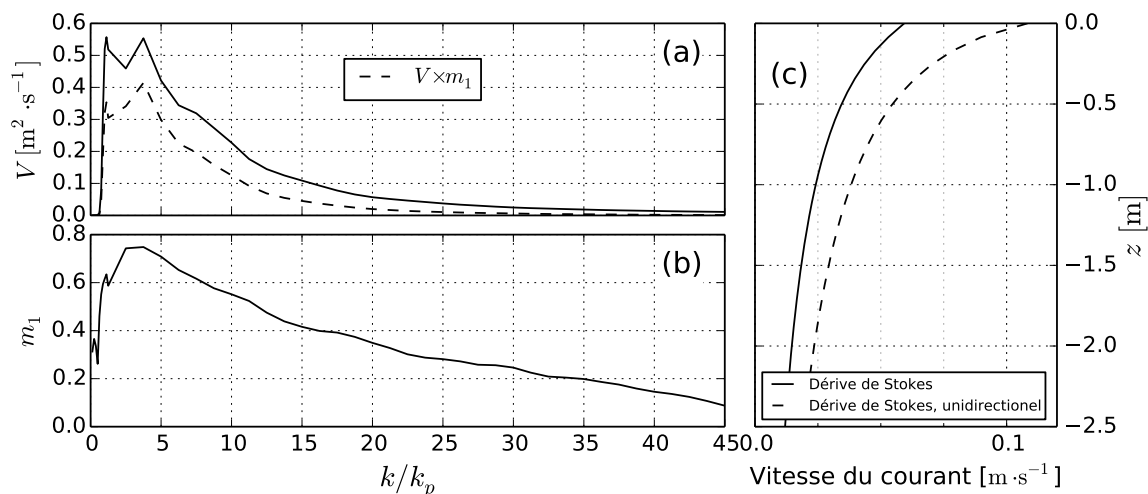 0.6
0.5
0.4
0.3
0.2
0.1
0.0
V [m² ·s⁻¹]
(a)
V×m₁
0.8
0.6
0.4
0.2
0.0
m₁
(b)
0 5 10 15 20 25 30 35 40 45
k/kₚ
(c)
0.0
−0.5
−1.0
−1.5
−2.0
−2.5
z [m]
Dérive de Stokes
Dérive de Stokes, unidirectionel
0.0 0.1
Vitesse du courant [m·s⁻¹]